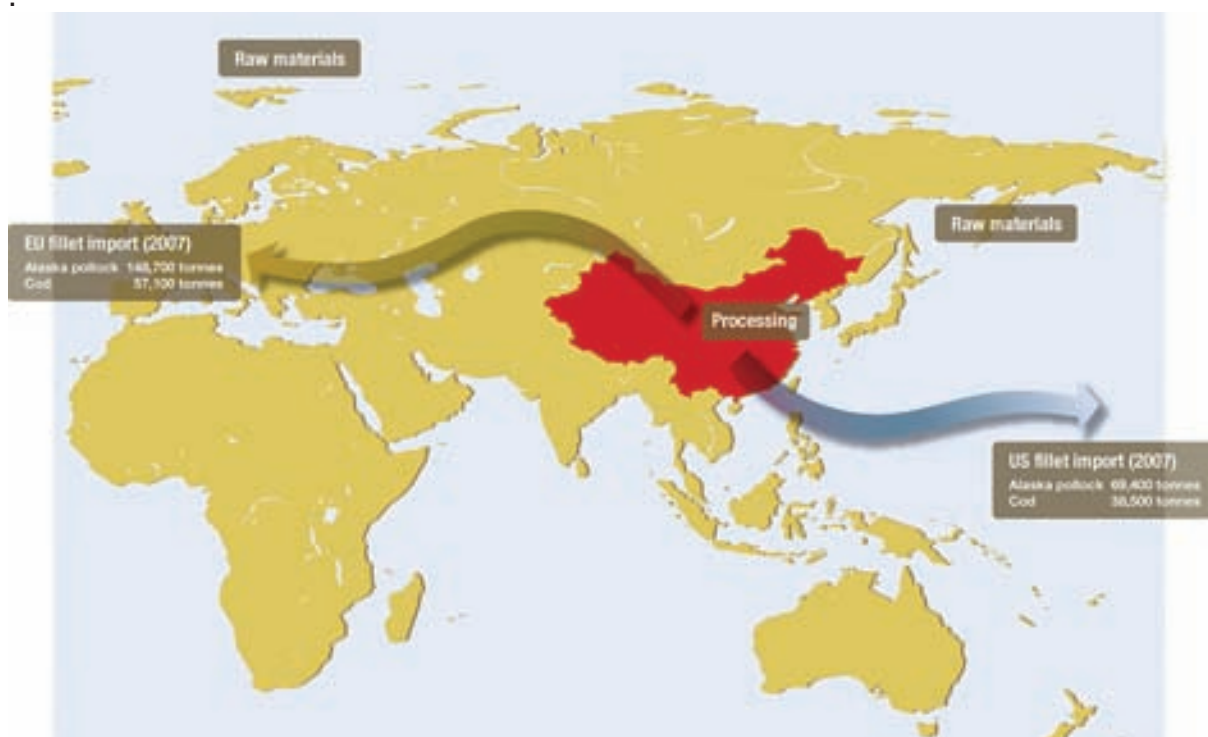 .
Raw materials
Raw materials
EU fillet import (2007)
Alaska pollock 148,700 tonnes
Cod 57,100 tonnes
Processing
US fillet import (2007)
Alaska pollock 69,400 tonnes
Cod 38,500 tonnes